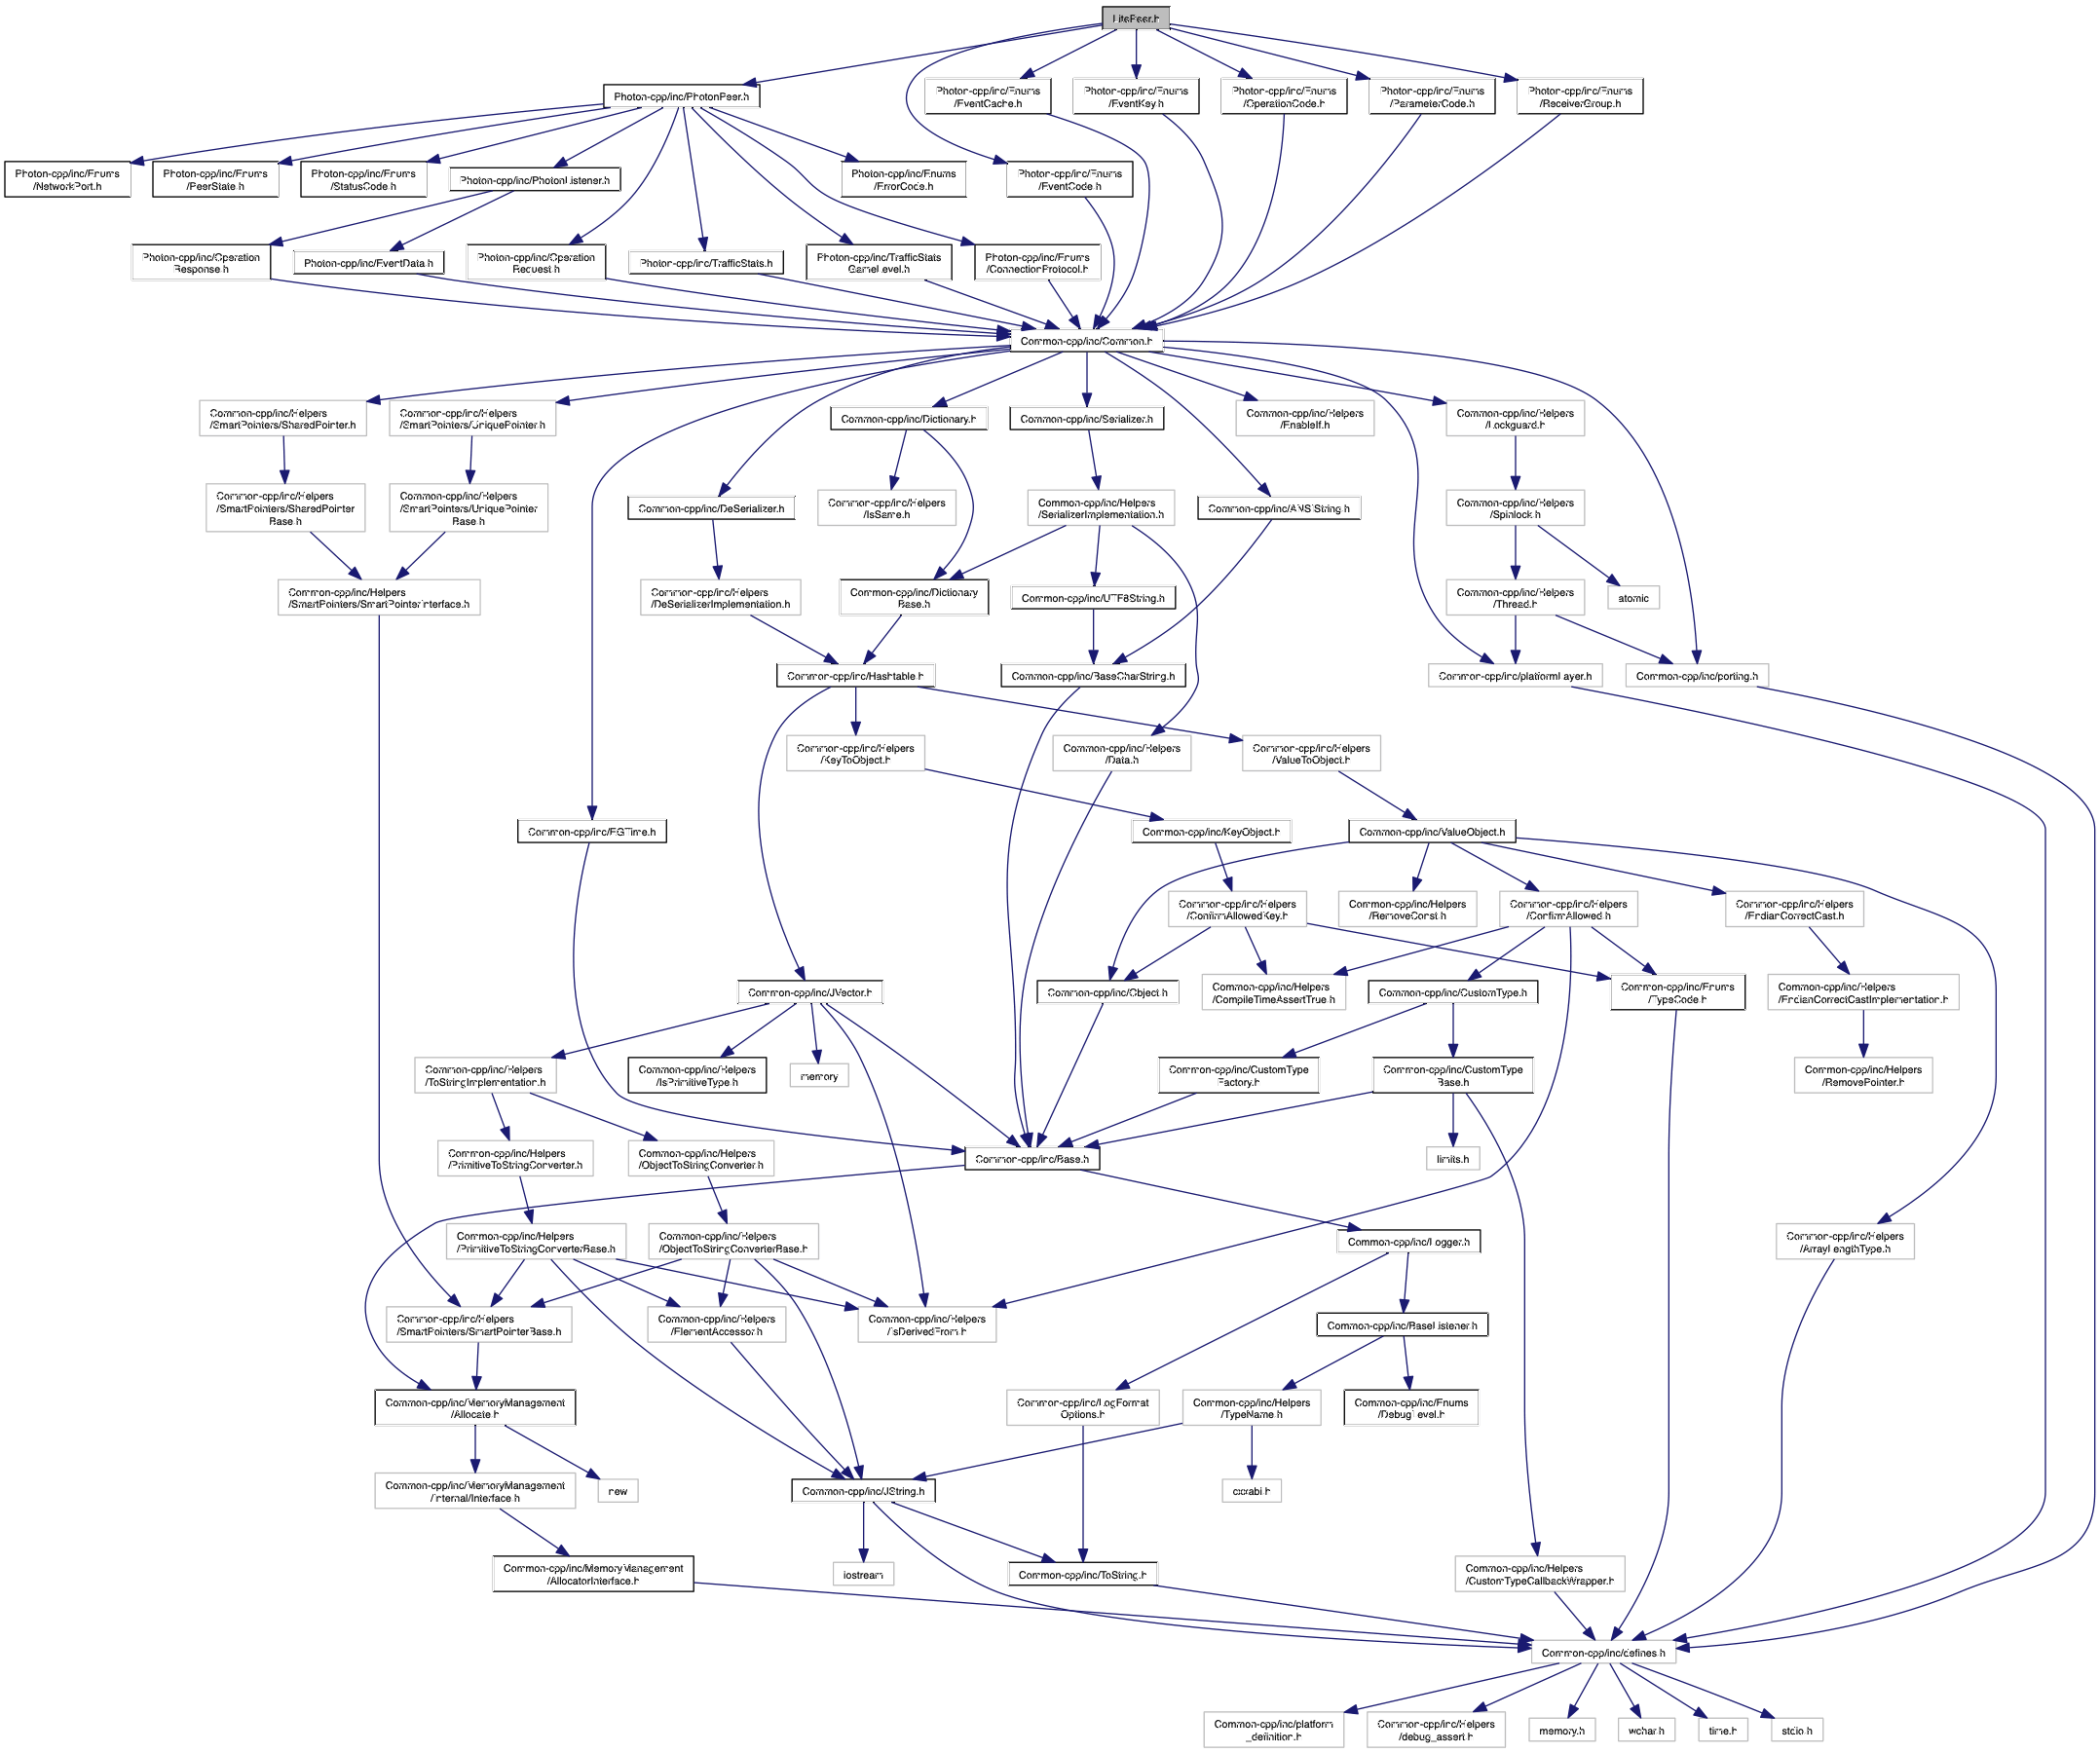 LitePeer.h
Photon-cpp/inc/PhotonPeer.h
Photon-cpp/inc/Enums
/EventCache.h
Photon-cpp/inc/Enums
/EventKey.h
Photon-cpp/inc/Enums
/OperationCode.h
Photon-cpp/inc/Enums
/ParameterCode.h
Photon-cpp/inc/Enums
/ReceiverGroup.h
Photon-cpp/inc/Enums
/NetworkPort.h
Photon-cpp/inc/Enums
/PeerState.h
Photon-cpp/inc/Enums
/StatusCode.h
Photon-cpp/inc/PhotonListener.h
Photon-cpp/inc/Enums
/ErrorCode.h
Photon-cpp/inc/Enums
/EventCode.h
Photon-cpp/inc/Operation
Response.h
Photon-cpp/inc/EventData.h
Photon-cpp/inc/Operation
Request.h
Photon-cpp/inc/TrafficStats.h
Photon-cpp/inc/TrafficStats
GameLevel.h
Photon-cpp/inc/Enums
/ConnectionProtocol.h
Common-cpp/inc/Common.h
Common-cpp/inc/Helpers
/SmartPointers/SharedPointer.h
Common-cpp/inc/Helpers
/SmartPointers/UniquePointer.h
Common-cpp/inc/Dictionary.h
Common-cpp/inc/Serializer.h
Common-cpp/inc/Helpers
/EnableIf.h
Common-cpp/inc/Helpers
/Lockguard.h
Common-cpp/inc/Helpers
/SmartPointers/SharedPointer
Base.h
Common-cpp/inc/Helpers
/SmartPointers/UniquePointer
Base.h
Common-cpp/inc/DeSerializer.h
Common-cpp/inc/Helpers
/IsSame.h
Common-cpp/inc/Helpers
/SerializerImplementation.h
Common-cpp/inc/ANSIString.h
Common-cpp/inc/Helpers
/Spinlock.h
Common-cpp/inc/Helpers
/SmartPointers/SmartPointerInterface.h
Common-cpp/inc/Helpers
/DeSerializerImplementation.h
Common-cpp/inc/Dictionary
Base.h
Common-cpp/inc/UTF8String.h
Common-cpp/inc/Helpers
/Thread.h
atomic
Common-cpp/inc/Hashtable.h
Common-cpp/inc/BaseCharString.h
Common-cpp/inc/platformLayer.h
Common-cpp/inc/porting.h
Common-cpp/inc/Helpers
/KeyToObject.h
Common-cpp/inc/Helpers
/Data.h
Common-cpp/inc/Helpers
/ValueToObject.h
Common-cpp/inc/EGTime.h
Common-cpp/inc/KeyObject.h
Common-cpp/inc/ValueObject.h
Common-cpp/inc/Helpers
/ConfirmAllowedKey.h
Common-cpp/inc/Helpers
/RemoveConst.h
Common-cpp/inc/Helpers
/ConfirmAllowed.h
Common-cpp/inc/Helpers
/EndianCorrectCast.h
Common-cpp/inc/JVector.h
Common-cpp/inc/Object.h
Common-cpp/inc/Helpers
/CompileTimeAssertTrue.h
Common-cpp/inc/CustomType.h
Common-cpp/inc/Enums
/TypeCode.h
Common-cpp/inc/Helpers
/EndianCorrectCastImplementation.h
Common-cpp/inc/Helpers
/ToStringImplementation.h
Common-cpp/inc/Helpers
/IsPrimitiveType.h
memory
Common-cpp/inc/CustomType
Factory.h
Common-cpp/inc/CustomType
Base.h
Common-cpp/inc/Helpers
/RemovePointer.h
Common-cpp/inc/Helpers
/PrimitiveToStringConverter.h
Common-cpp/inc/Helpers
/ObjectToStringConverter.h
Common-cpp/inc/Base.h
limits.h
Common-cpp/inc/Helpers
/PrimitiveToStringConverterBase.h
Common-cpp/inc/Helpers
/ObjectToStringConverterBase.h
Common-cpp/inc/Logger.h
Common-cpp/inc/Helpers
/ArrayLengthType.h
Common-cpp/inc/Helpers
/SmartPointers/SmartPointerBase.h
Common-cpp/inc/Helpers
/ElementAccessor.h
Common-cpp/inc/Helpers
/IsDerivedFrom.h
Common-cpp/inc/BaseListener.h
Common-cpp/inc/MemoryManagement
/Allocate.h
Common-cpp/inc/LogFormat
Options.h
Common-cpp/inc/Helpers
/TypeName.h
Common-cpp/inc/Enums
/DebugLevel.h
Common-cpp/inc/MemoryManagement
/Internal/Interface.h
new
Common-cpp/inc/JString.h
cxxabi.h
Common-cpp/inc/MemoryManagement
/AllocatorInterface.h
iostream
Common-cpp/inc/ToString.h
Common-cpp/inc/Helpers
/CustomTypeCallbackWrapper.h
Common-cpp/inc/defines.h
Common-cpp/inc/platform
_definition.h
Common-cpp/inc/Helpers
/debug_assert.h
memory.h
wchar.h
time.h
stdio.h